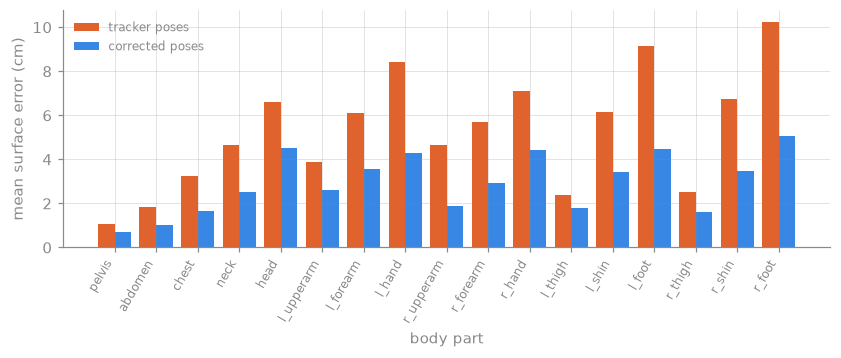 tracker poses
corrected poses
mean surface error (cm)
10
8
6
4
2
0
pelvis
abdomen
chest
neck
head
l_upperarm
l_forearm
l_hand
r_upperarm
r_forearm
r_hand
l_thigh
l_shin
l_foot
r_thigh
r_shin
r_foot
body part